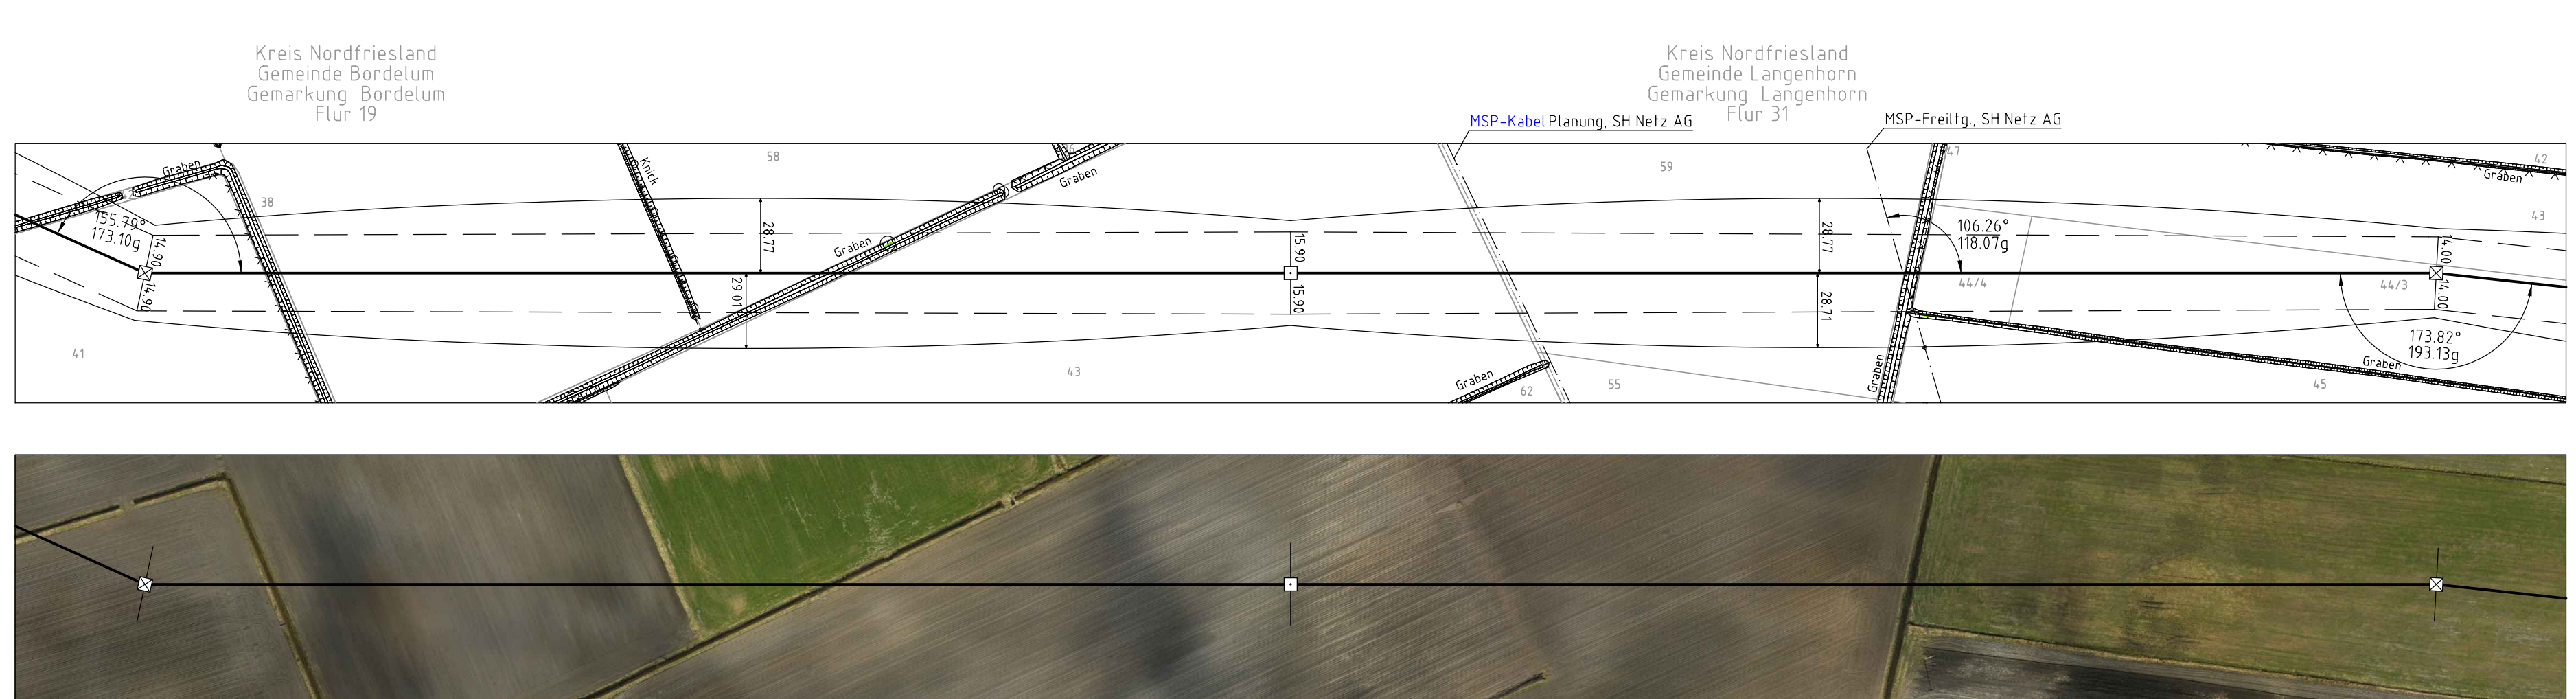 Kreis Nordfriesland
Gemeinde Bordelum
Gemarkung Bordelum
Flur 19
Kreis Nordfriesland
Gemeinde Langenhorn
Gemarkung Langenhorn
Flur 31
MSP-Kabel Planung, SH Netz AG
MSP-Freiltg., SH Netz AG
Graben
38
Knick
58
Graben
59
47
42
Graben
43
155.79°
173.10g
14.90
14.90
28.77
29.01
Graben
15.90
15.90
28.77
28.71
106.26°
118.07g
44/4
44/3
14.00
14.00
173.82°
193.13g
41
43
Graben
62
55
Graben
Graben
45